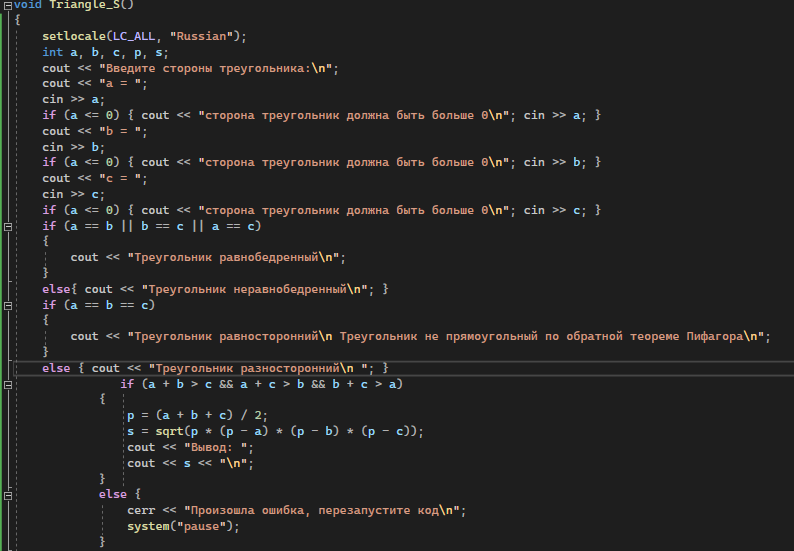 void Triangle_S()
{
setlocale(LC_ALL, "Russian");
int a, b, c, p, s;
cout << "Введите стороны треугольника:\n";
cout << "a = ";
cin >> a;
if (a <= 0) { cout << "сторона треугольник должна быть больше 0\n"; cin >> a; }
cout << "b = ";
cin >> b;
if (a <= 0) { cout << "сторона треугольник должна быть больше 0\n"; cin >> b; }
cout << "c = ";
cin >> c;
if (a <= 0) { cout << "сторона треугольник должна быть больше 0\n"; cin >> c; }
if (a == b || b == c || a == c)
{
cout << "Треугольник равнобедренный\n";
}
else{ cout << "Треугольник неравнобедренный\n"; }
if (a == b == c)
{
cout << "Треугольник равносторонний\n Треугольник не прямоугольный по обратной теореме Пифагора\n";
}
else { cout << "Треугольник разносторонний\n "; }
if (a + b > c && a + c > b && b + c > a)
{
p = (a + b + c) / 2;
s = sqrt(p * (p - a) * (p - b) * (p - c));
cout << "Вывод: ";
cout << s << "\n";
}
else {
cerr << "Произошла ошибка, перезапустите код\n";
system("pause");
}